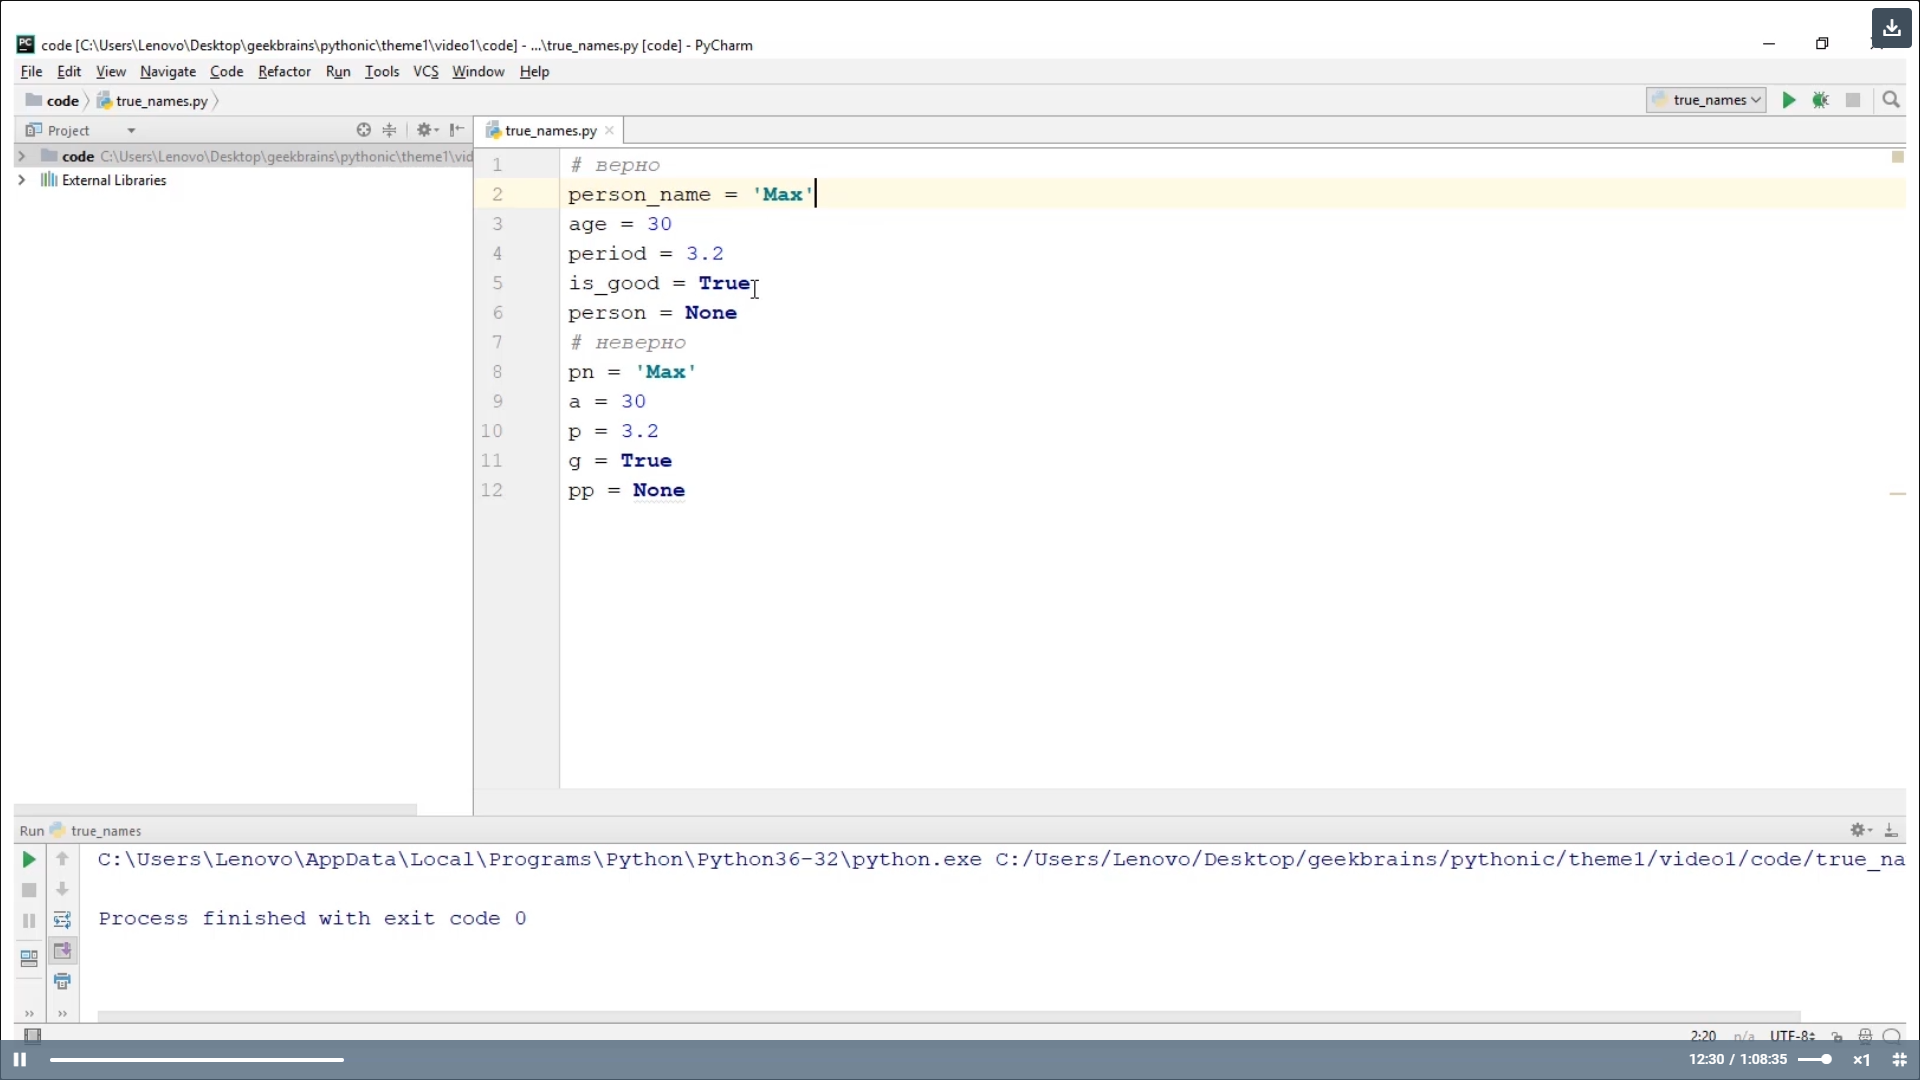 code [C:\Users\Lenovo\Desktop\geekbrains\pythonic\theme1\video1\code] - ...\true_names.py [code] - PyCharm
File Edit View Navigate Code Refactor Run Tools VCS Window Help
code true_names.py
true_names
Project
true_names.py
code C:\Users\Lenovo\Desktop\geekbrains\pythonic\theme1\vid
External Libraries
1 # верно
2 person_name = 'Max'
3 age = 30
4 period = 3.2
5 is_good = True
6 person = None
7 # неверно
8 pn = 'Max'
9 a = 30
10 p = 3.2
11 g = True
12 pp = None
Run true_names
C:\Users\Lenovo\AppData\Local\Programs\Python\Python36-32\python.exe C:/Users/Lenovo/Desktop/geekbrains/pythonic/theme1/video1/code/true_na
Process finished with exit code 0
2:20 n/a UTF-8
12:30 / 1:08:35 ×1